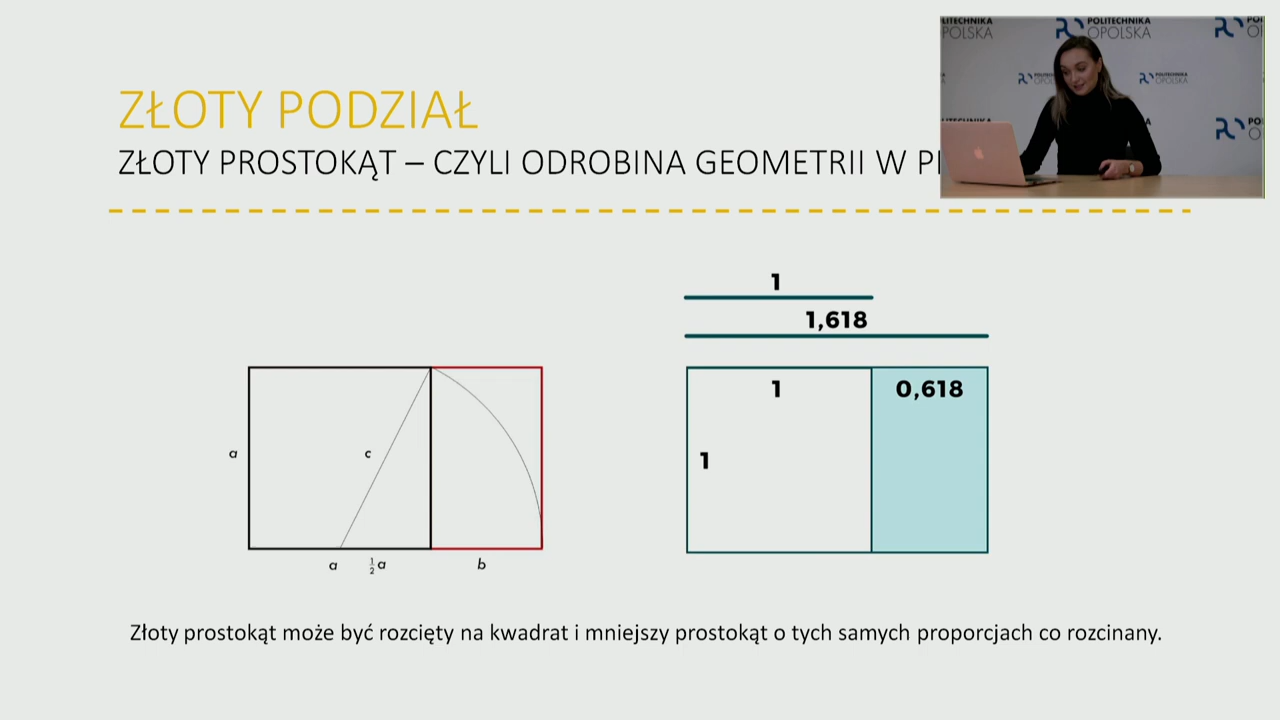 ZŁOTY PODZIAŁ
ZŁOTY PROSTOKĄT – CZYLI ODROBINA GEOMETRII W
POLITECHNIKA
OPOLSKA
1
1,618
1
0,618
1
a
c
a
½a
b
Złoty prostokąt może być rozcięty na kwadrat i mniejszy prostokąt o tych samych proporcjach co rozcinany.